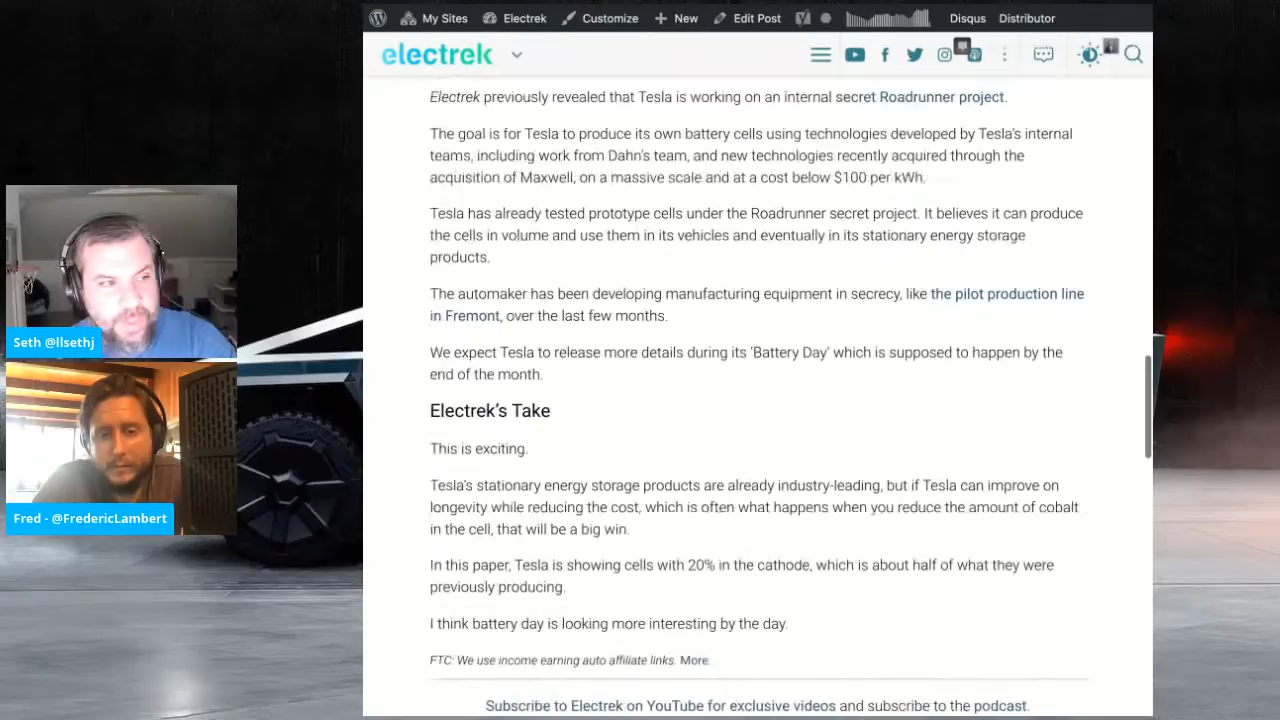 My Sites Electrek Customize New Edit Post Disqus Distributor
electrek
Electrek previously revealed that Tesla is working on an internal secret Roadrunner project.
The goal is for Tesla to produce its own battery cells using technologies developed by Tesla's internal
teams, including work from Dahn's team, and new technologies recently acquired through the
acquisition of Maxwell, on a massive scale and at a cost below $100 per kWh.
Tesla has already tested prototype cells under the Roadrunner secret project. It believes it can produce
the cells in volume and use them in its vehicles and eventually in its stationary energy storage
products.
The automaker has been developing manufacturing equipment in secrecy, like the pilot production line
in Fremont, over the last few months.
We expect Tesla to release more details during its 'Battery Day' which is supposed to happen by the
end of the month.
Electrek's Take
This is exciting.
Tesla's stationary energy storage products are already industry-leading, but if Tesla can improve on
longevity while reducing the cost, which is often what happens when you reduce the amount of cobalt
in the cell, that will be a big win.
In this paper, Tesla is showing cells with 20% in the cathode, which is about half of what they were
previously producing.
I think battery day is looking more interesting by the day.
FTC: We use income earning auto affiliate links. More.
Subscribe to Electrek on YouTube for exclusive videos and subscribe to the podcast.
Seth @llsethj
Fred - @FredericLambert